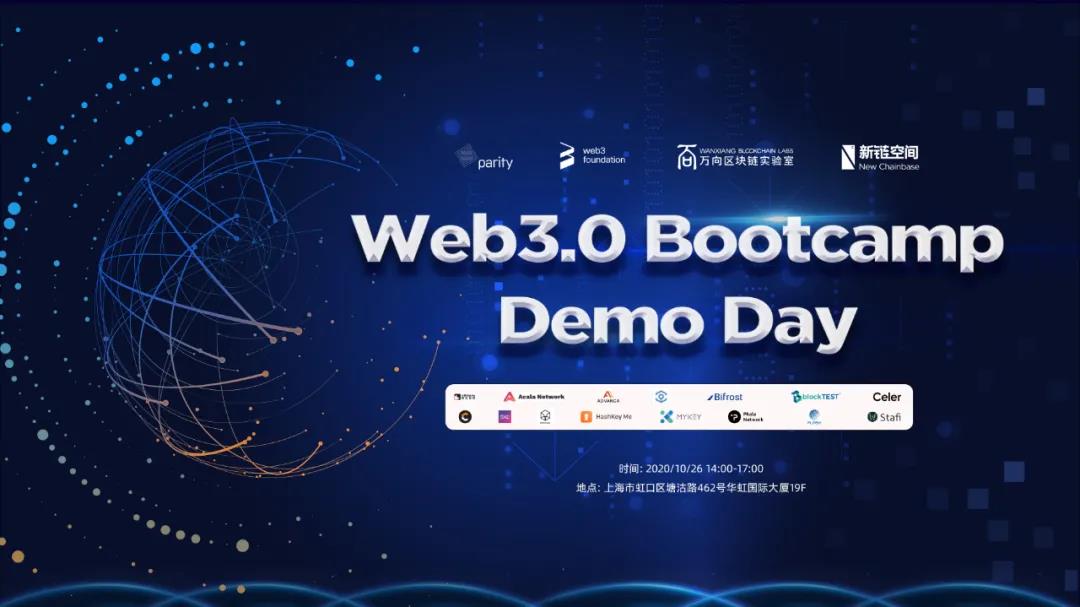 parity
web3
foundation
WANXIANG BLOCKCHAIN LABS
万向区块链实验室
新链空间
New Chainbase
Web3.0 Bootcamp
Demo Day
Acala Network
ADVANCA
Bifrost
blockTEST
Celer
HashKey Me
MYKEY
Phala
Network
Stafi
时间: 2020/10/26 14:00-17:00
地点: 上海市虹口区塘沽路462号华虹国际大厦19F